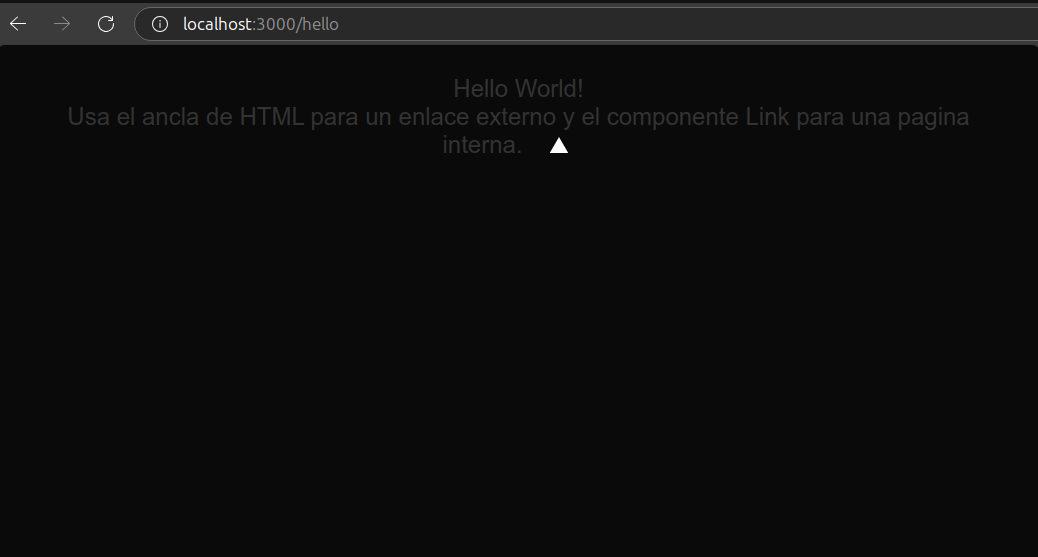 localhost:3000/hello
Hello World!
Usa el ancla de HTML para un enlace externo y el componente Link para una pagina
interna.